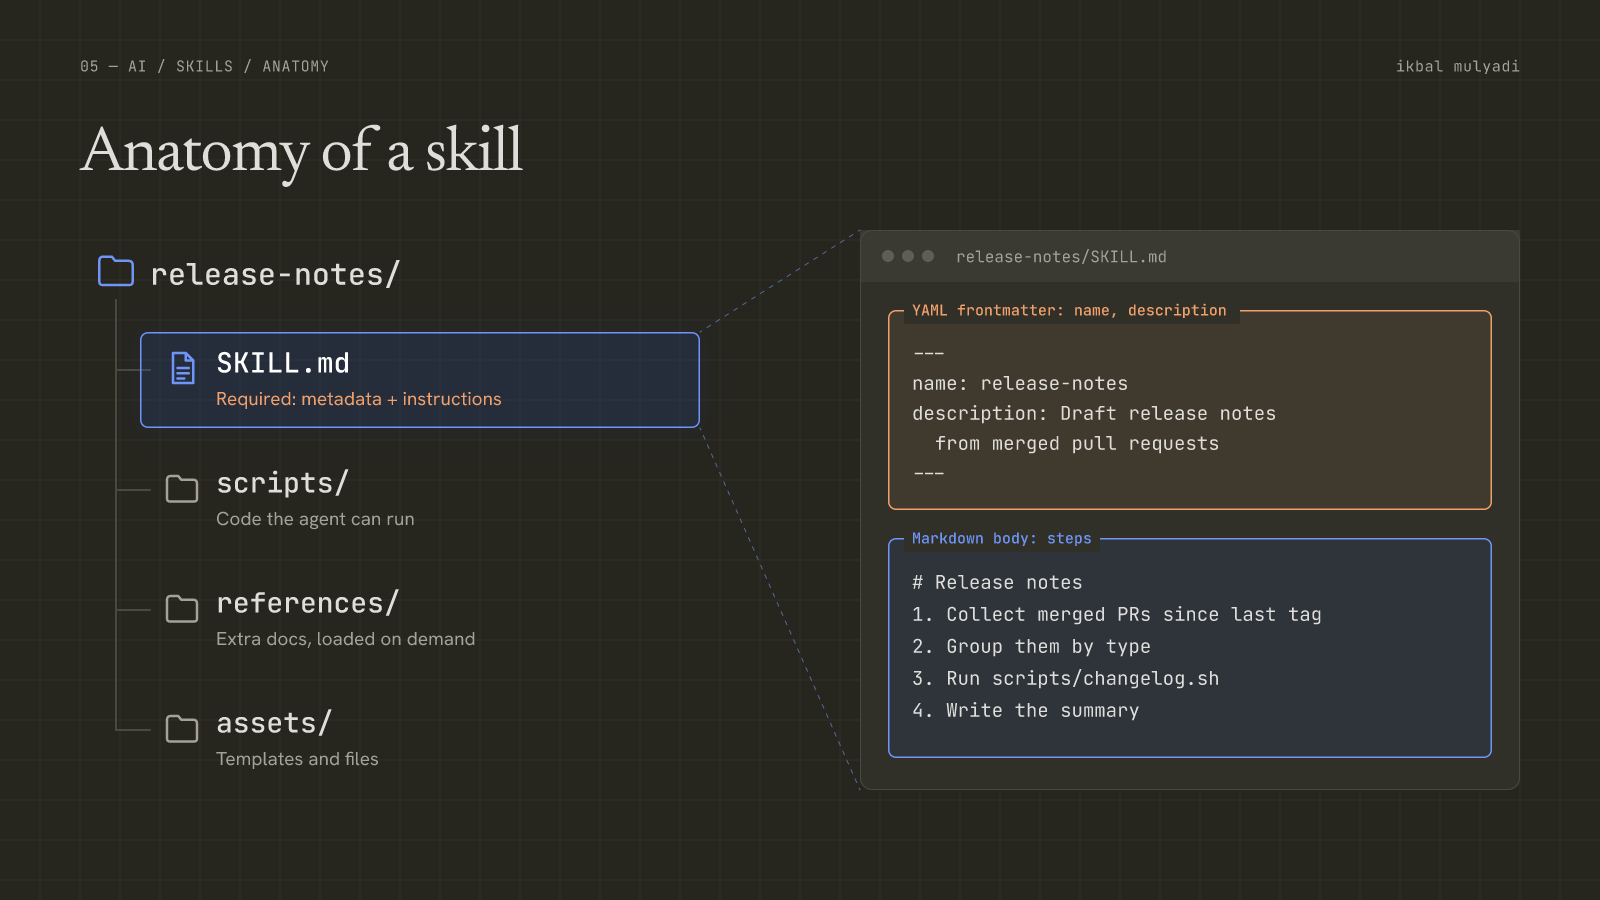 05 — AI / SKILLS / ANATOMY
ikbal mulyadi
Anatomy of a skill
release-notes/
SKILL.md
Required: metadata + instructions
scripts/
Code the agent can run
references/
Extra docs, loaded on demand
assets/
Templates and files
release-notes/SKILL.md
YAML frontmatter: name, description
---
name: release-notes
description: Draft release notes
  from merged pull requests
---
Markdown body: steps
# Release notes
1. Collect merged PRs since last tag
2. Group them by type
3. Run scripts/changelog.sh
4. Write the summary